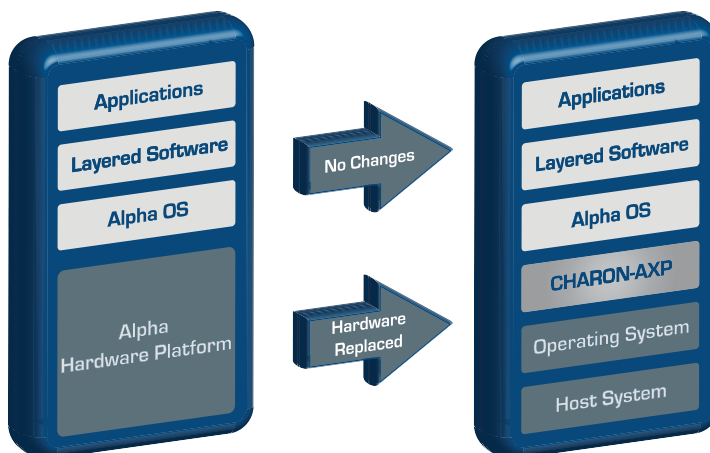 Applications
Layered Software
Alpha OS
Alpha
Hardware Platform
No Changes
Hardware
Replaced
Applications
Layered Software
Alpha OS
CHARON-AXP
Operating System
Host System